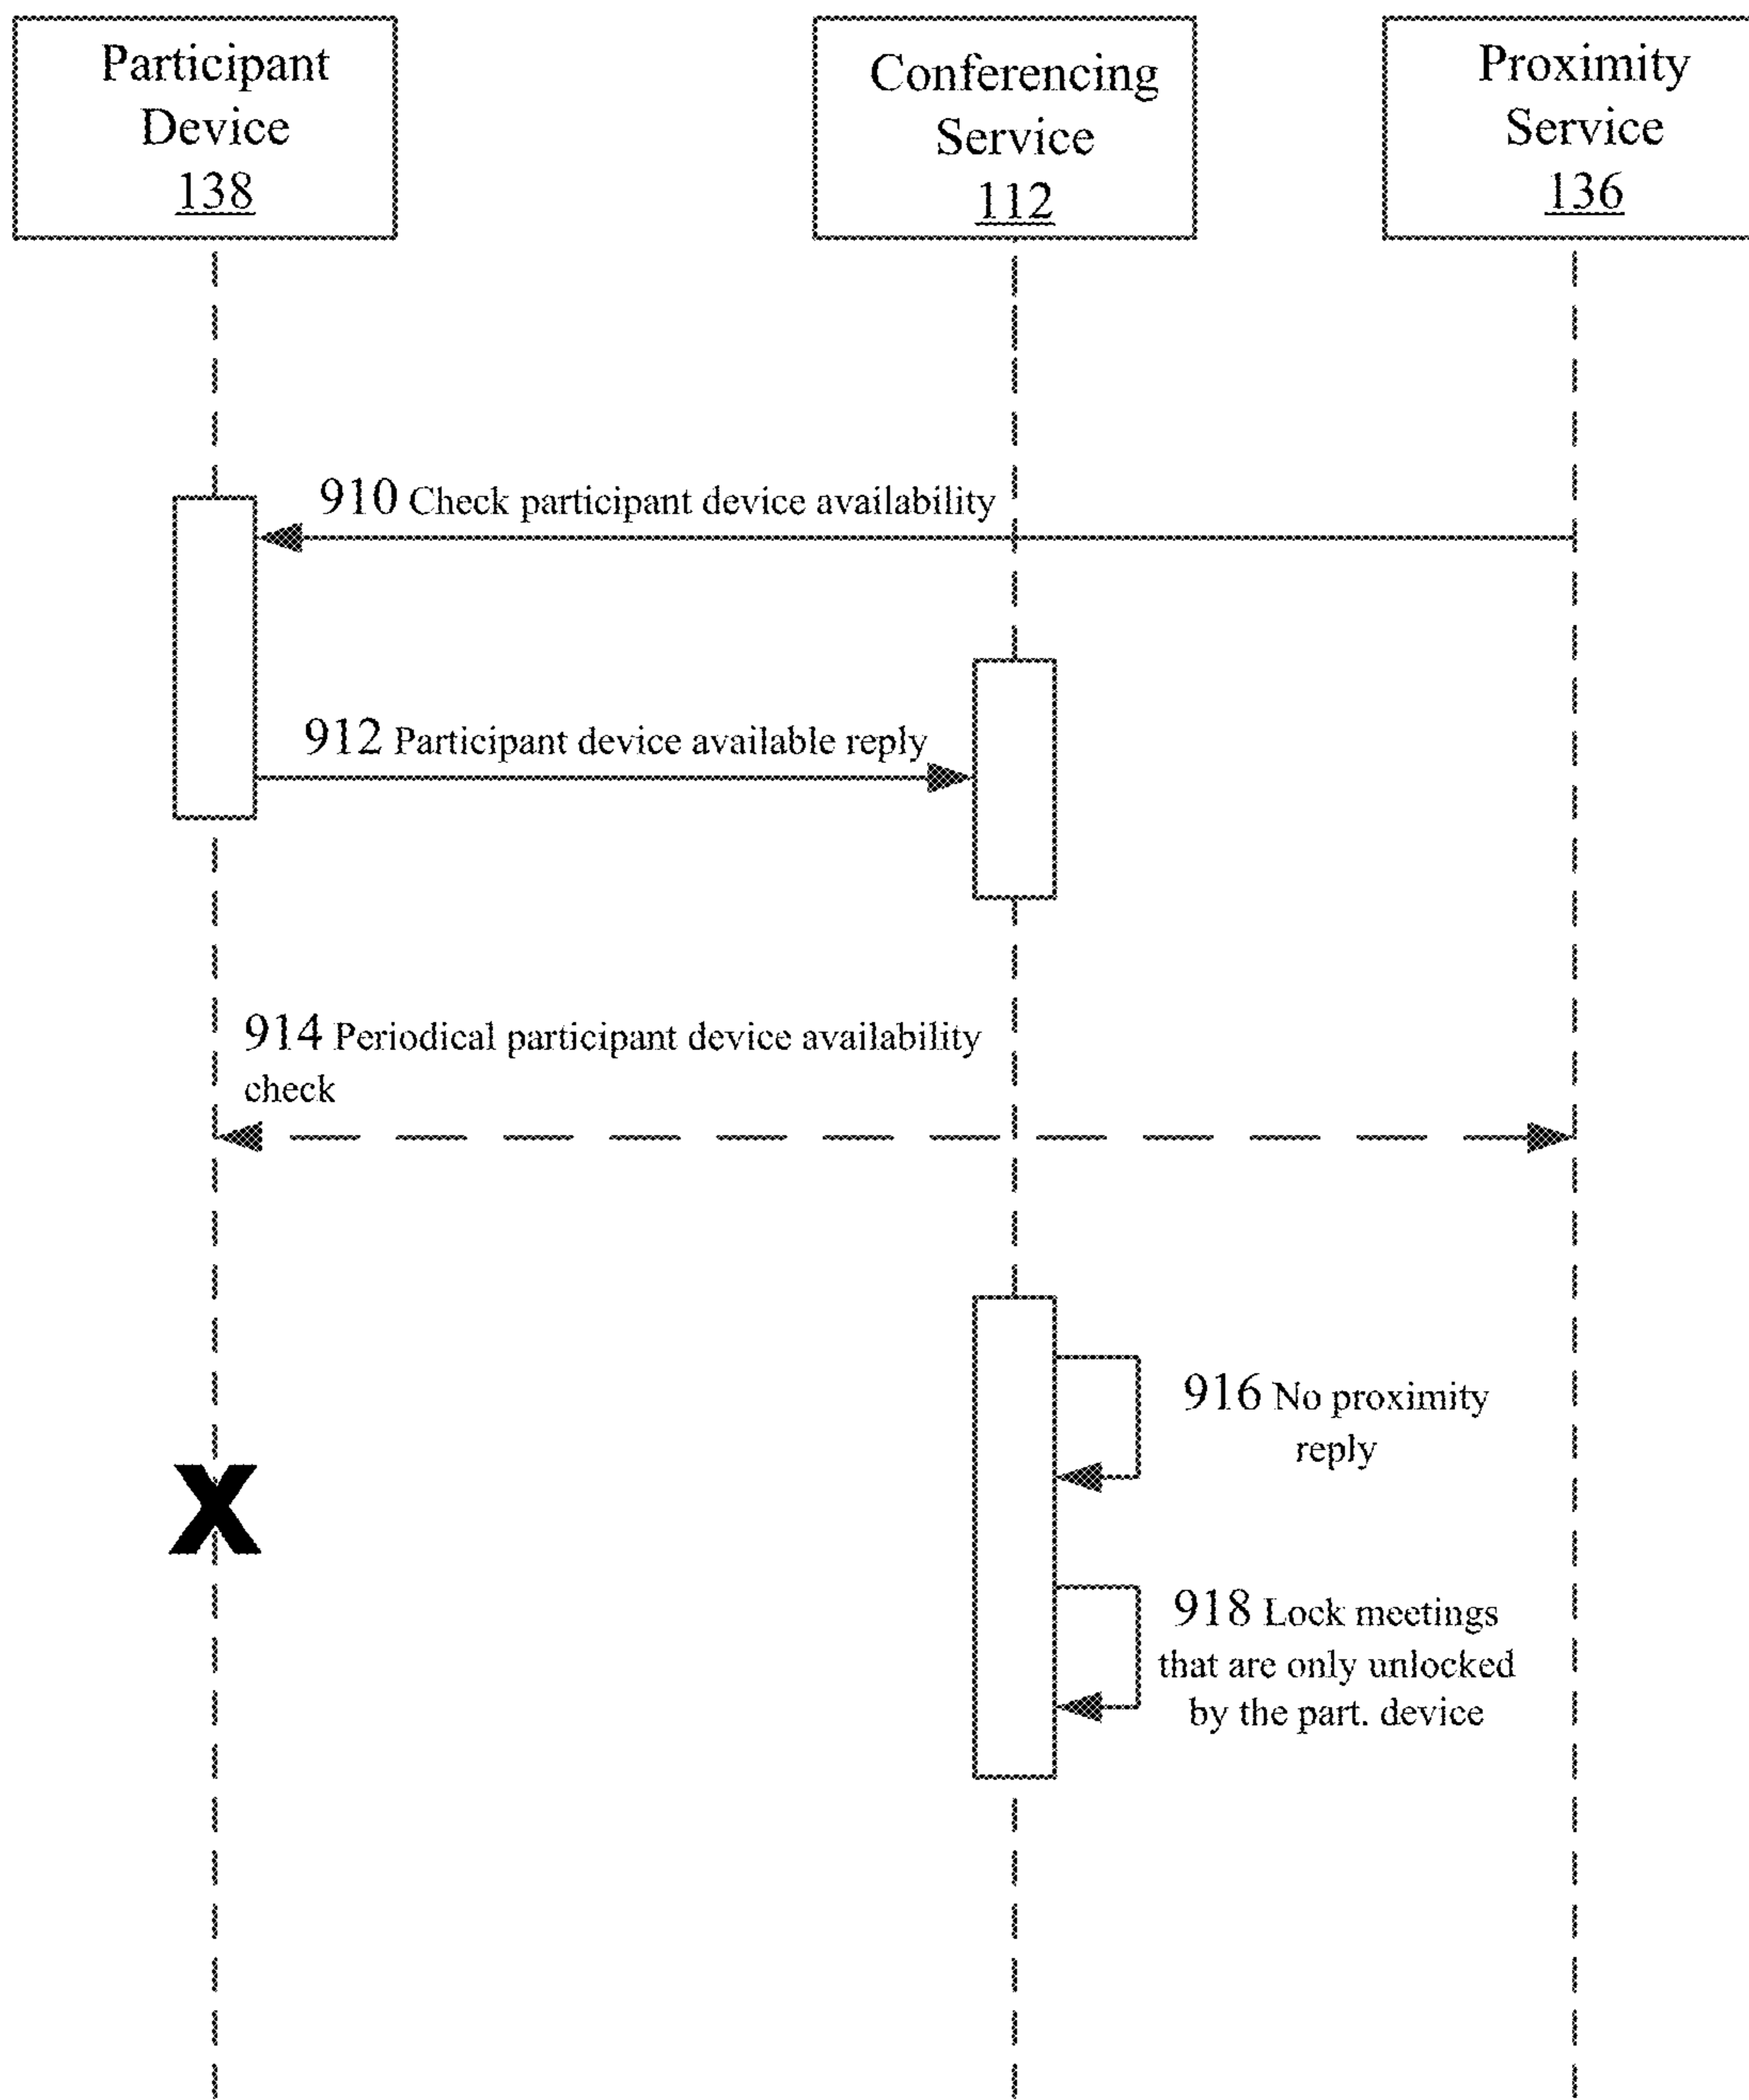 Participant
Device
138
Conferencing
Service
112
Proximity
Service
136
910 Check participant device availability
912 Participant device available reply
914 Periodical participant device availability
check
916 No proximity
reply
X
918 Lock meetings
that are only unlocked
by the part. device